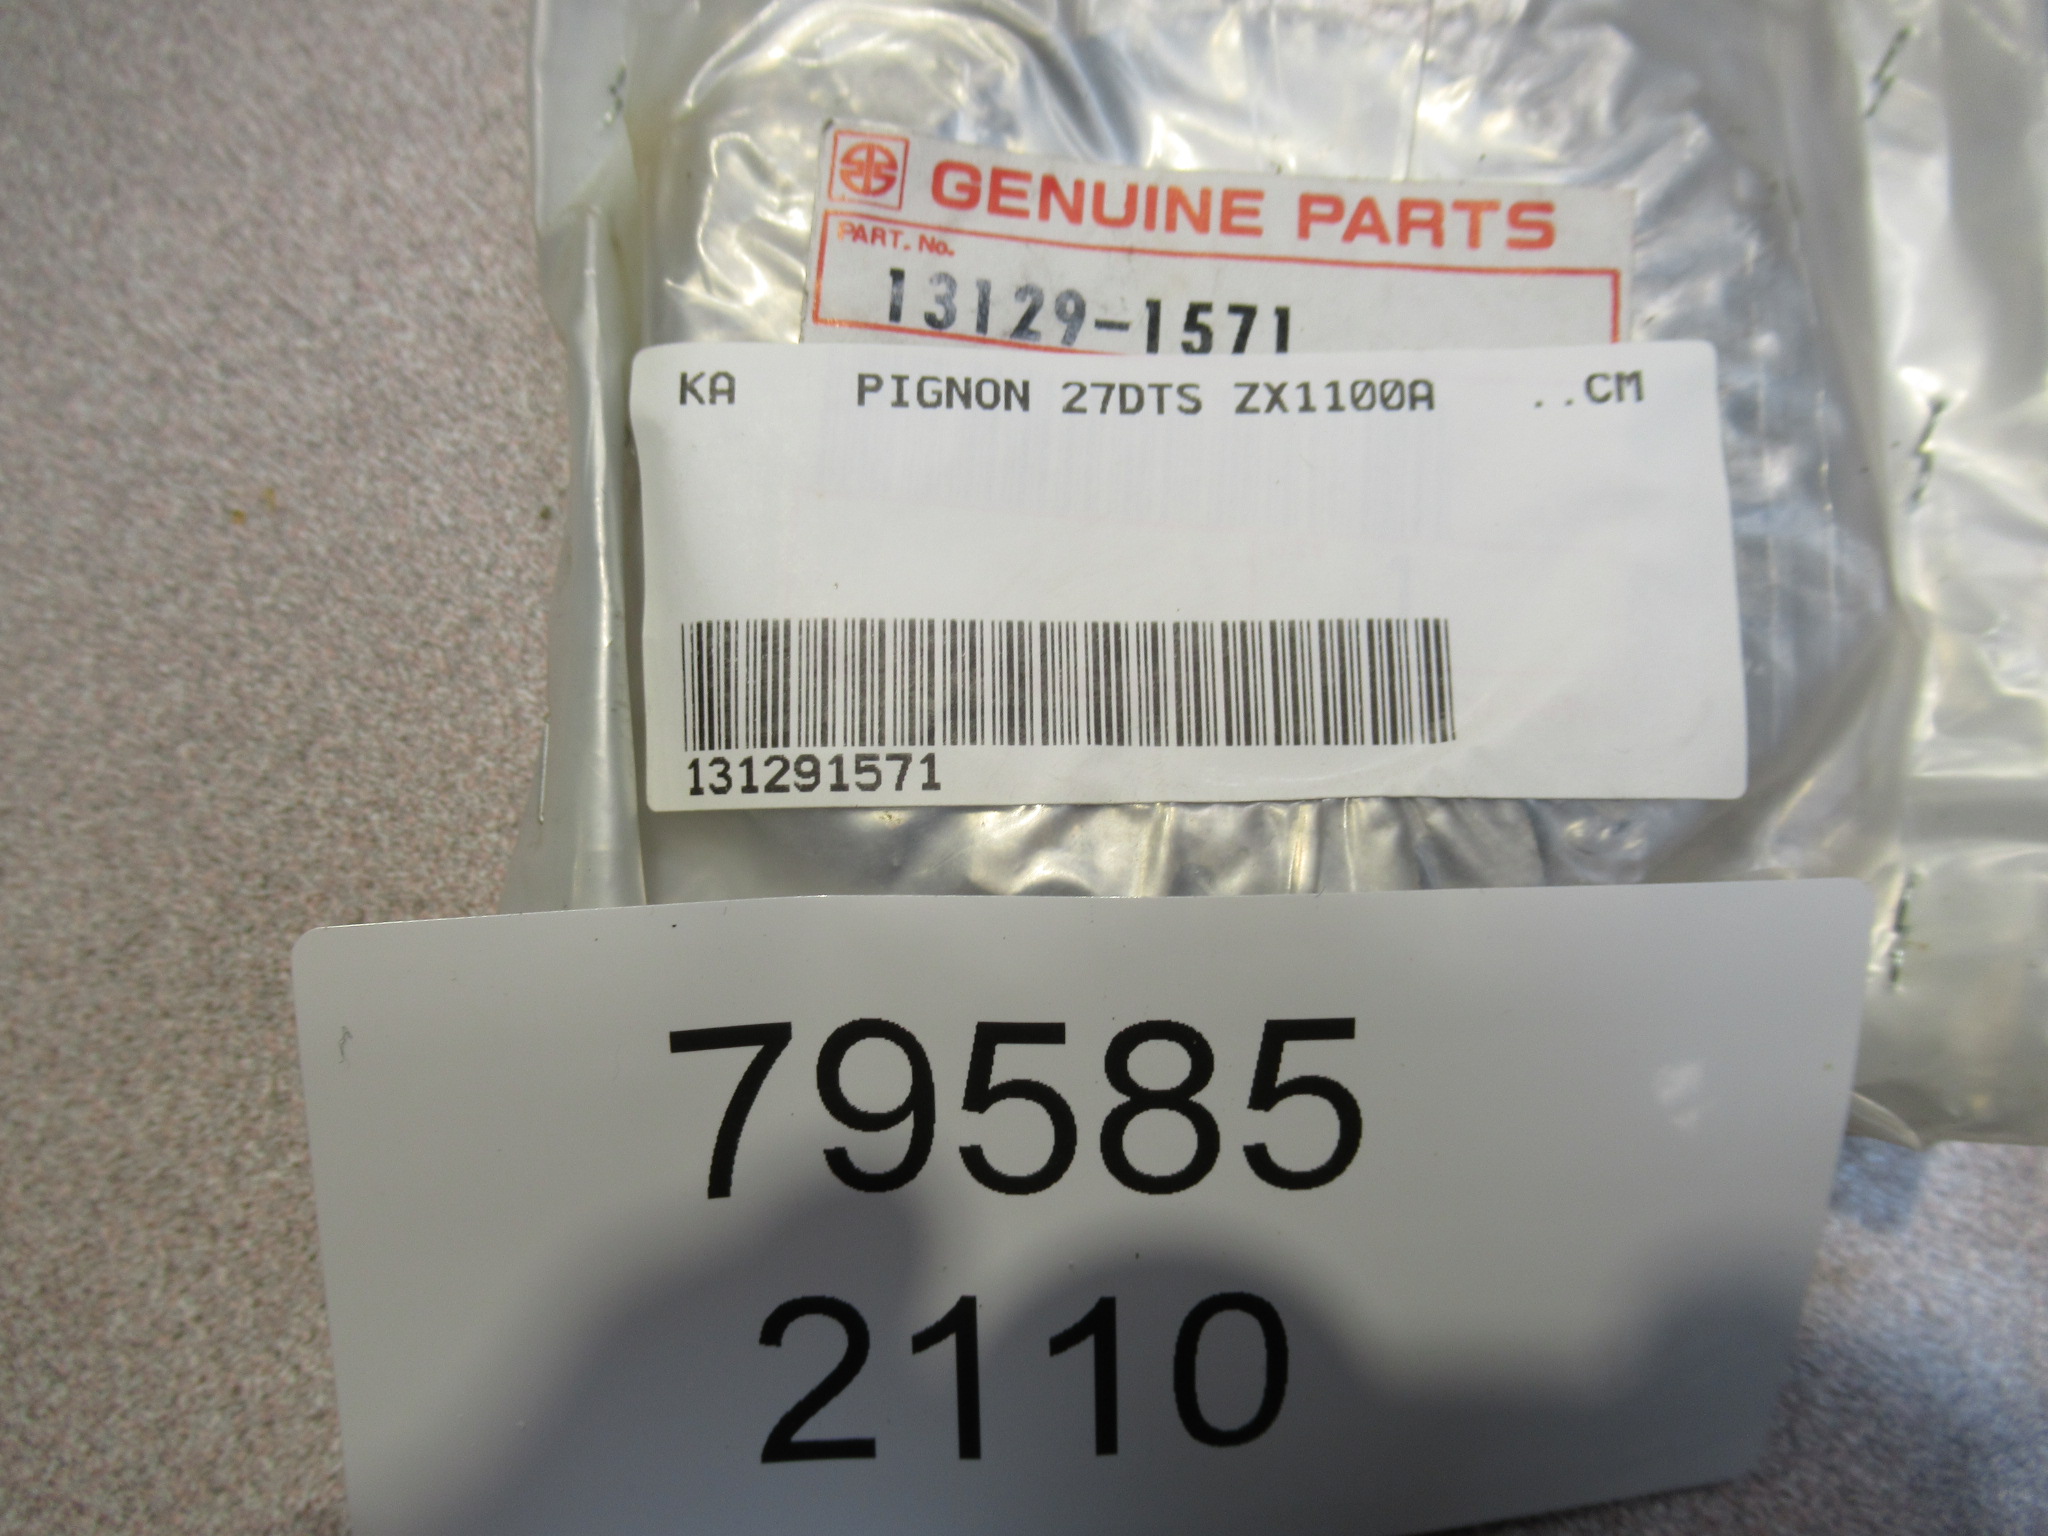 GENUINE PARTS
PART. No.
13129-1571
KA PIGNON 27DTS ZX1100A ..CM
131291571
79585
2110